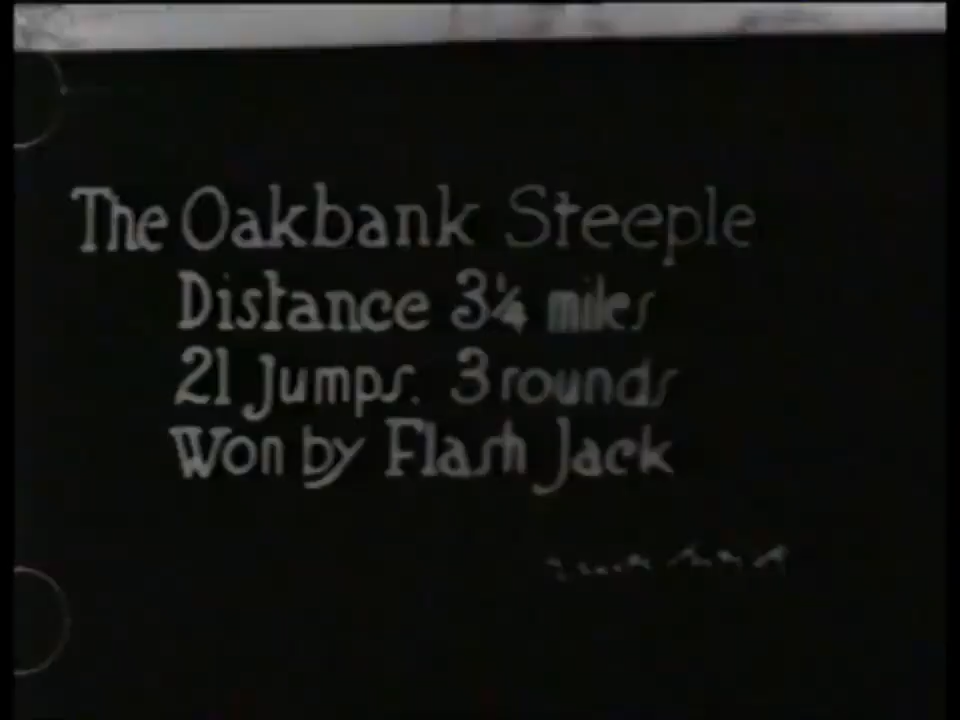 The Oakbank Steeple
Distance 3¼ miles
21 Jumps. 3 rounds
Won by Flash Jack